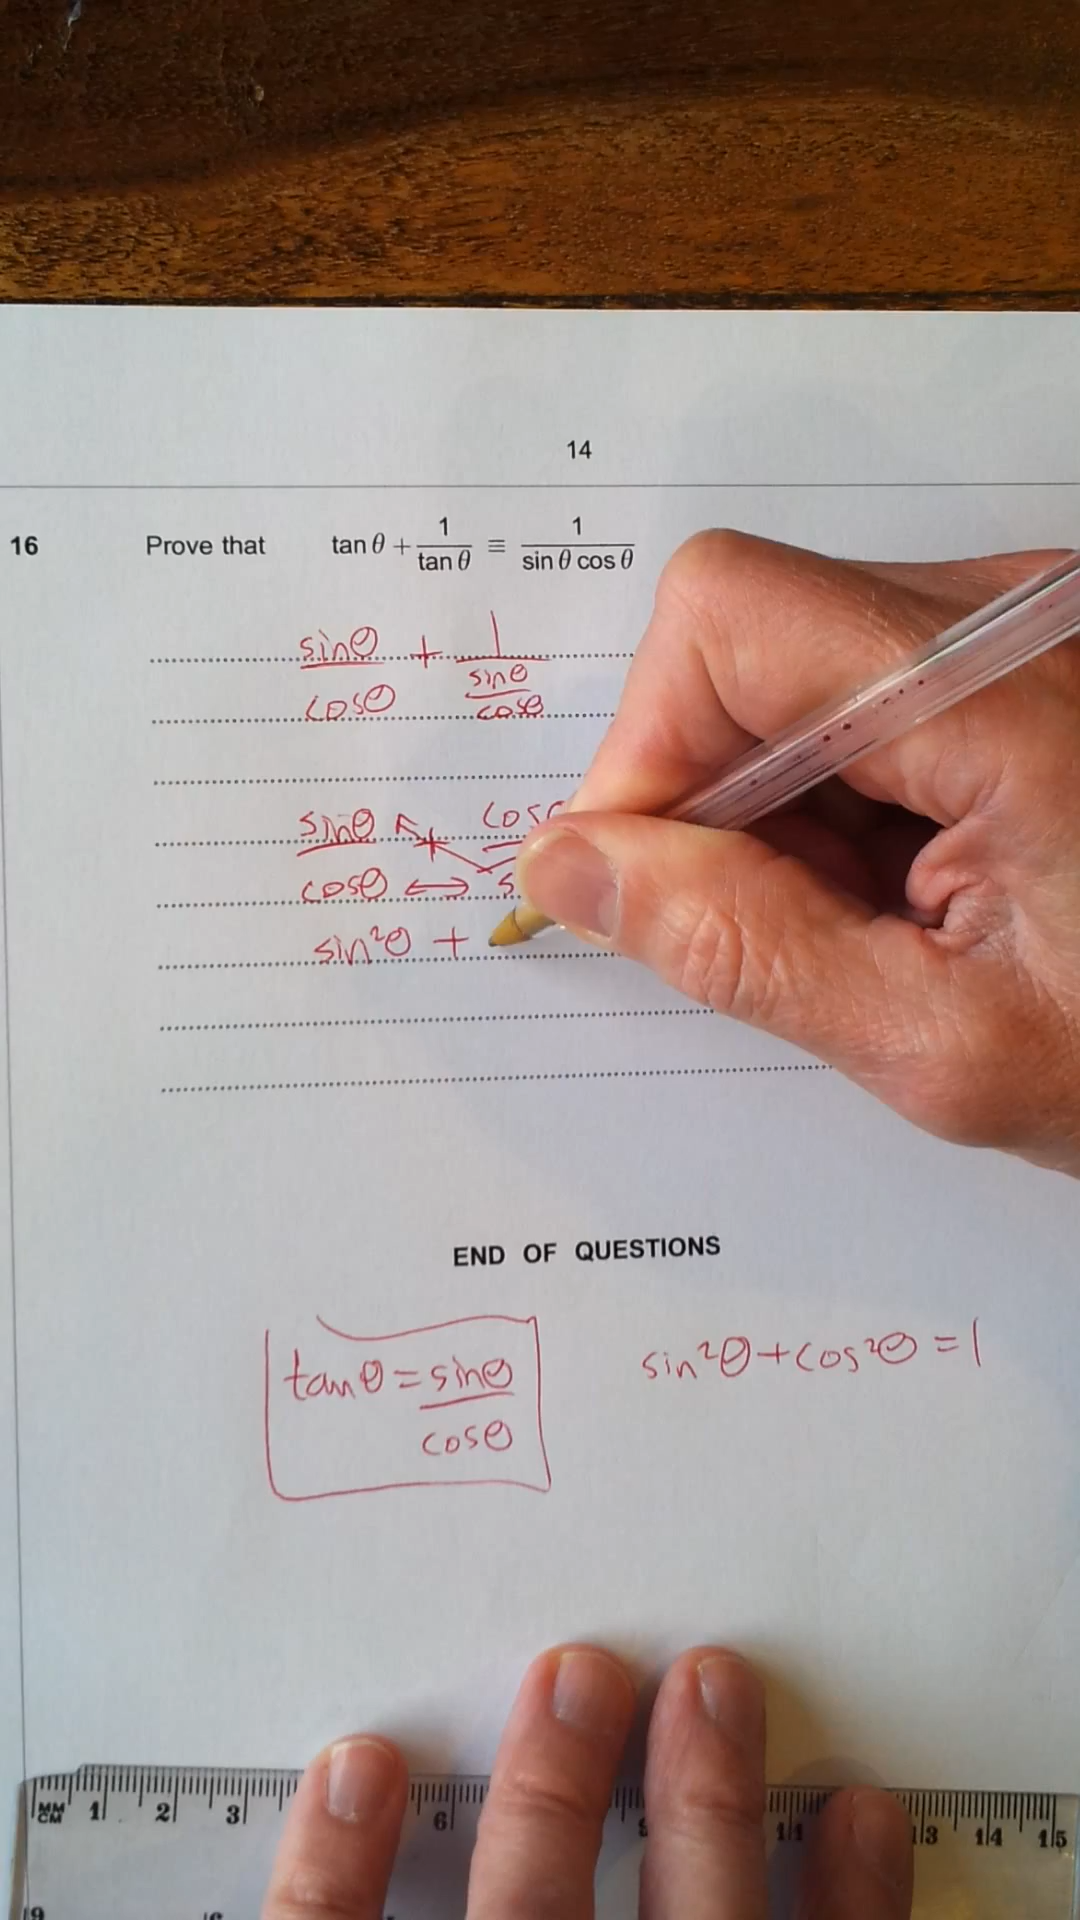 14
16 Prove that tan θ + 1/tan θ ≡ 1/sin θ cos θ
sinθ/cosθ + 1/(sinθ/cosθ)
sinθ/cosθ + cos
sin²θ +
END OF QUESTIONS
tanθ = sinθ/cosθ
sin²θ + cos²θ = 1
MM
CM 1 2 3 6 11 13 14 15